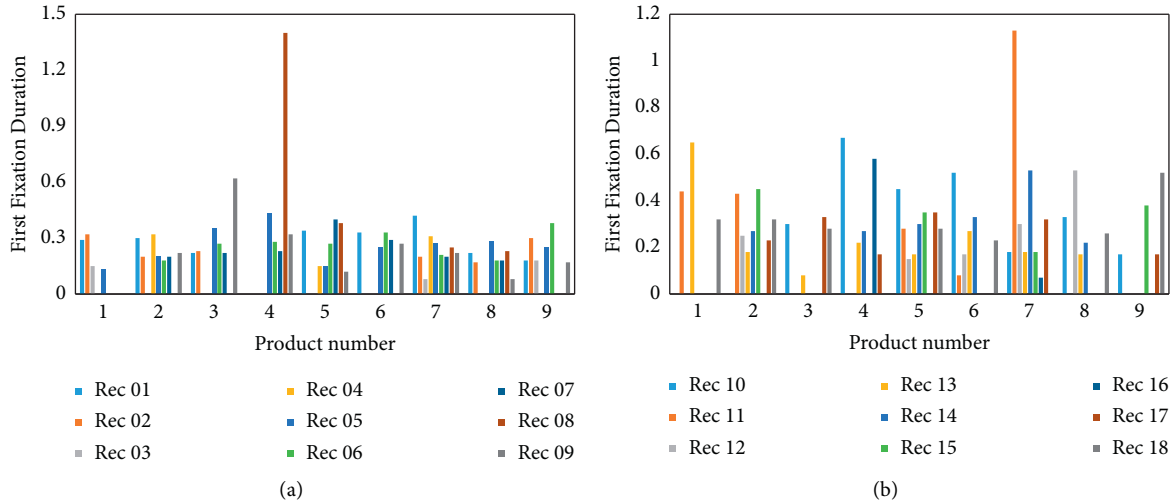 First Fixation Duration
1.5
1.2
0.9
0.6
0.3
0
1 2 3 4 5 6 7 8 9
Product number
Rec 01 Rec 04 Rec 07
Rec 02 Rec 05 Rec 08
Rec 03 Rec 06 Rec 09
(a)
First Fixation Duration
1.2
1
0.8
0.6
0.4
0.2
0
1 2 3 4 5 6 7 8 9
Product number
Rec 10 Rec 13 Rec 16
Rec 11 Rec 14 Rec 17
Rec 12 Rec 15 Rec 18
(b)